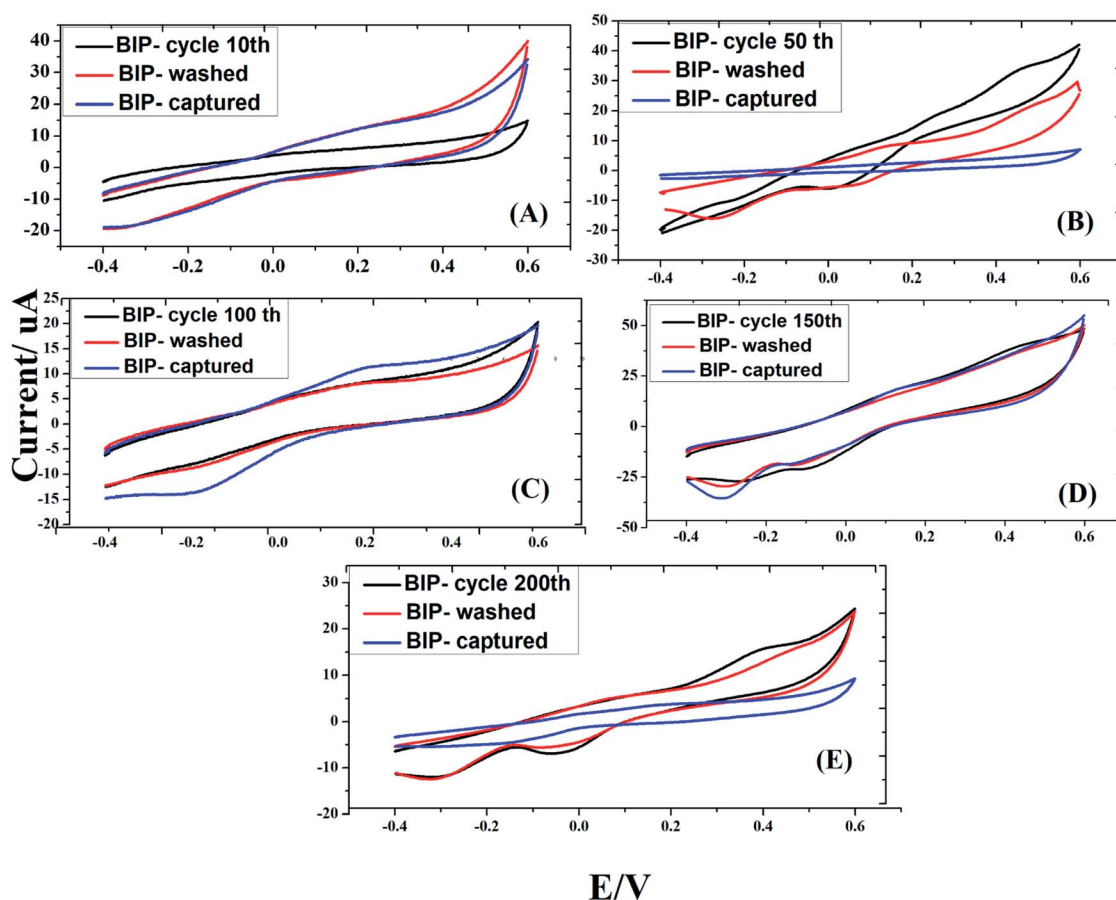 BIP- cycle 10th
BIP- washed
BIP- captured
40
30
20
10
0
-10
-20
-0.4 -0.2 0.0 0.2 0.4 0.6
(A)
BIP- cycle 50 th
BIP- washed
BIP- captured
50
40
30
20
10
0
-10
-20
-30
-0.4 -0.2 0.0 0.2 0.4 0.6
(B)
Current/ uA
BIP- cycle 100 th
BIP- washed
BIP- captured
25
20
15
10
5
0
-5
-10
-15
-20
-0.4 -0.2 0.0 0.2 0.4 0.6
(C)
BIP- cycle 150th
BIP- washed
BIP- captured
50
25
0
-25
-50
-0.4 -0.2 0.0 0.2 0.4 0.6
(D)
BIP- cycle 200th
BIP- washed
BIP- captured
30
20
10
0
-10
-20
-0.4 -0.2 0.0 0.2 0.4 0.6
(E)
E/V